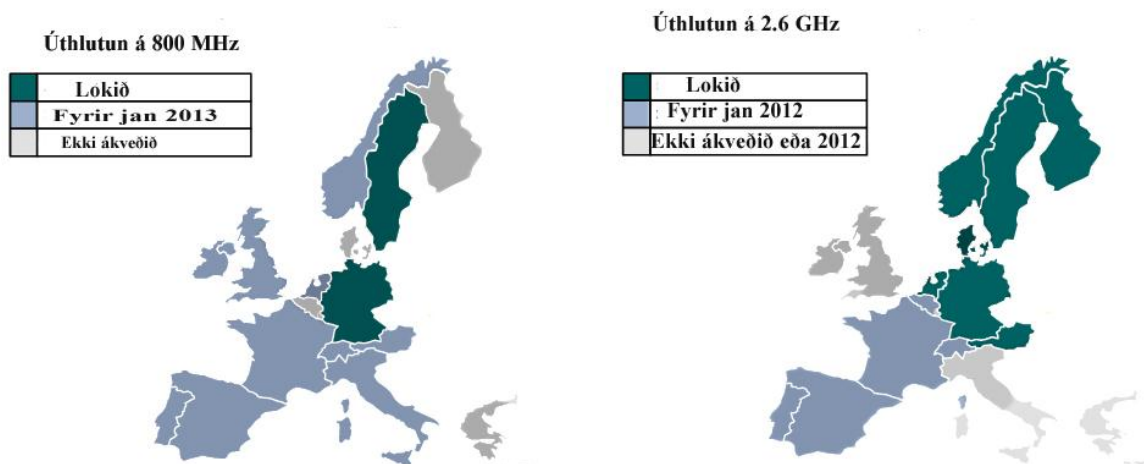 Úthlutun á 800 MHz
Lokið
Fyrir jan 2013
Ekki ákveðið
Úthlutun á 2.6 GHz
Lokið
Fyrir jan 2012
Ekki ákveðið eða 2012